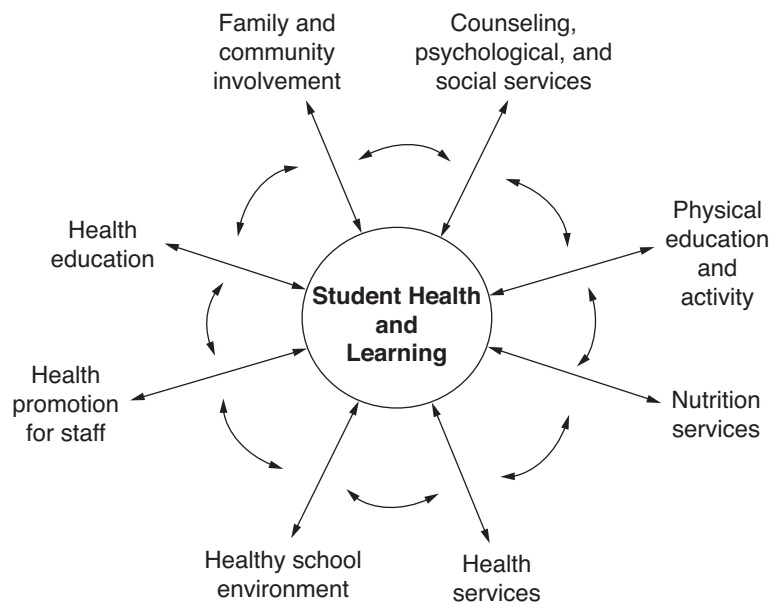 Family and
community
involvement
Counseling,
psychological, and
social services
Physical
education
and
activity
Nutrition
services
Health
services
Healthy school
environment
Health
promotion
for staff
Health
education
Student Health
and
Learning